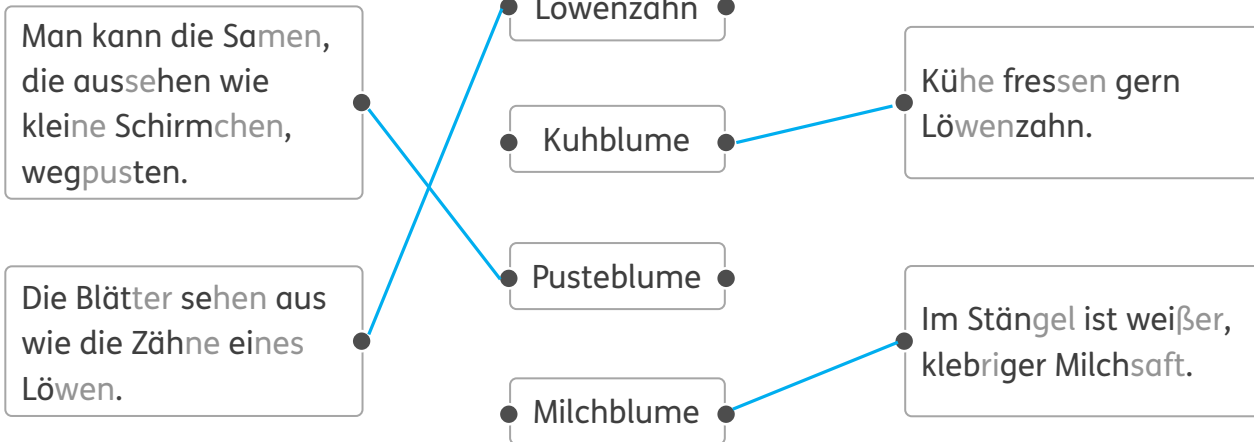 Man kann die Samen,
die aussehen wie
kleine Schirmchen,
wegpusten.
Die Blätter sehen aus
wie die Zähne eines
Löwen.
Löwenzahn
Kuhblume
Pusteblume
Milchblume
Kühe fressen gern
Löwenzahn.
Im Stängel ist weißer,
klebriger Milchsaft.